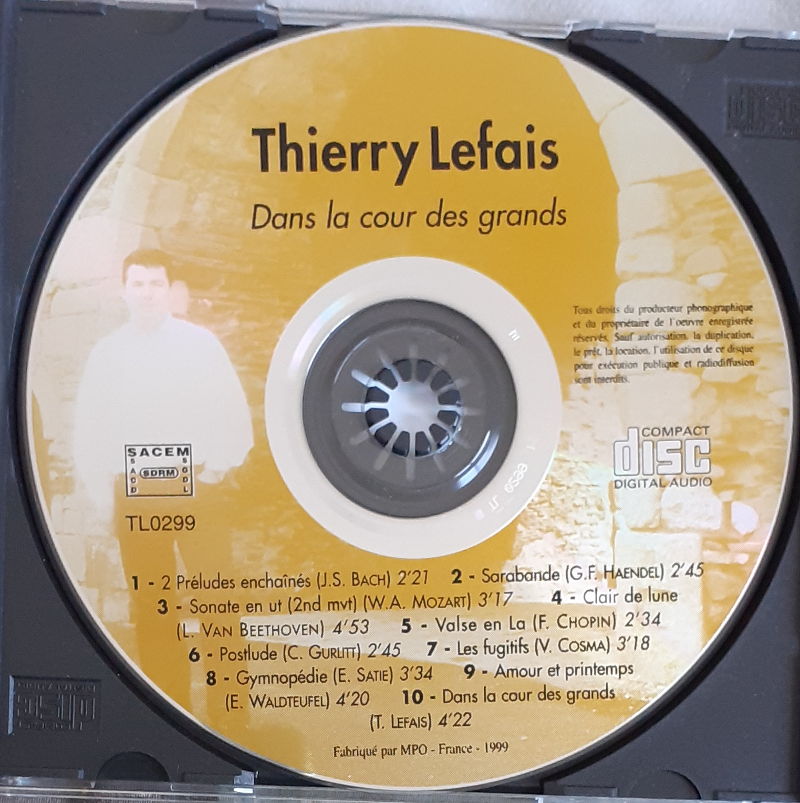 Thierry Lefais
Dans la cour des grands
Tous droits du producteur phonographique
et du propriétaire de l'oeuvre enregistrée
réservés. Sauf autorisation, la duplication,
le prêt, la location, l'utilisation de ce disque
pour exécution publique et radiodiffusion
sont interdits.
SACEM
SACD
SDRM
SGDL
TL0299
COMPACT
disc
DIGITAL AUDIO
1 - 2 Préludes enchaînés (J.S. BACH) 2'21 2 - Sarabande (G.F. HAENDEL) 2'45
3 - Sonate en ut (2nd mvt) (W.A. MOZART) 3'17 4 - Clair de lune
(L. VAN BEETHOVEN) 4'53 5 - Valse en La (F. CHOPIN) 2'34
6 - Postlude (C. GURLITT) 2'45 7 - Les fugitifs (V. COSMA) 3'18
8 - Gymnopédie (E. SATIE) 3'34 9 - Amour et printemps
(E. WALDTEUFEL) 4'20 10 - Dans la cour des grands
(T. LEFAIS) 4'22
Fabriqué par MPO - France - 1999